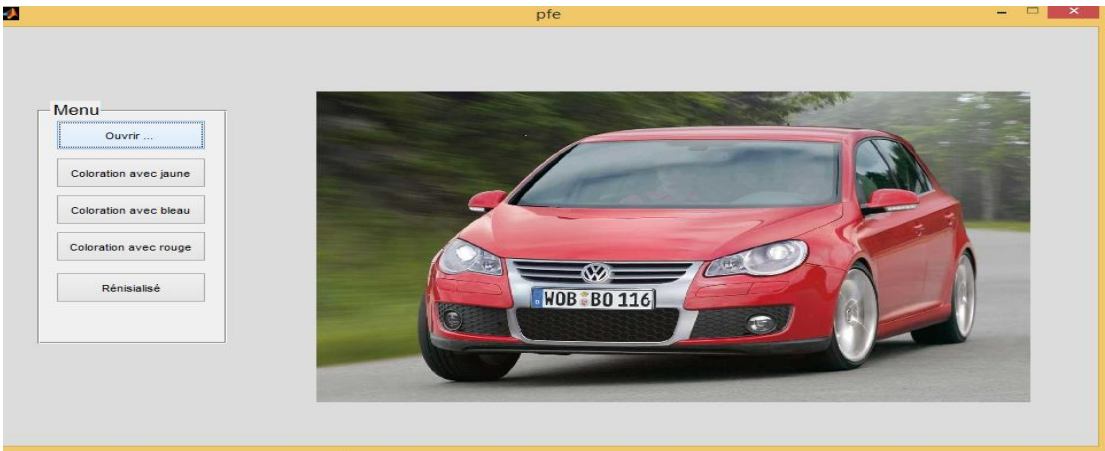 pfe
Menu
Ouvrir ...
Coloration avec jaune
Coloration avec bleau
Coloration avec rouge
Rénisialisé
WOB BO 116